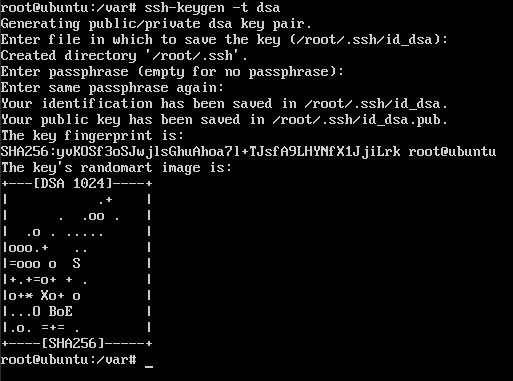 root@ubuntu:/var# ssh-keygen -t dsa
Generating public/private dsa key pair.
Enter file in which to save the key (/root/.ssh/id_dsa):
Created directory '/root/.ssh'.
Enter passphrase (empty for no passphrase):
Enter same passphrase again:
Your identification has been saved in /root/.ssh/id_dsa.
Your public key has been saved in /root/.ssh/id_dsa.pub.
The key fingerprint is:
SHA256:yvKOSf3oSJwjlsGhuAhoa7l+TJsfA9LHYNfX1JjiLrk root@ubuntu
The key's randomart image is:
+---[DSA 1024]----+
|             .+    |
|       .  .oo .   |
|  .o . .....      |
|ooo.+   ..        |
|=ooo o  S         |
|+.+=o+ + .        |
|o+* Xo+ o         |
|...O BoE          |
|.o. =+= .         |
+----[SHA256]-----+
root@ubuntu:/var# _